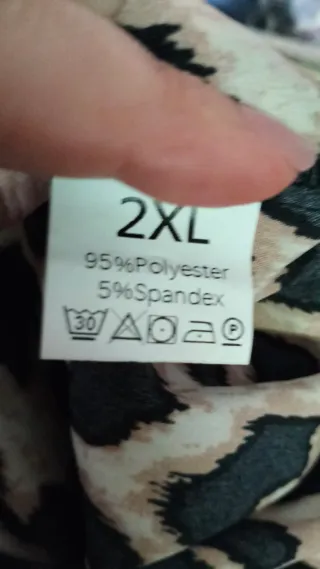 2XL
95%Polyester
5%Spandex
30 P